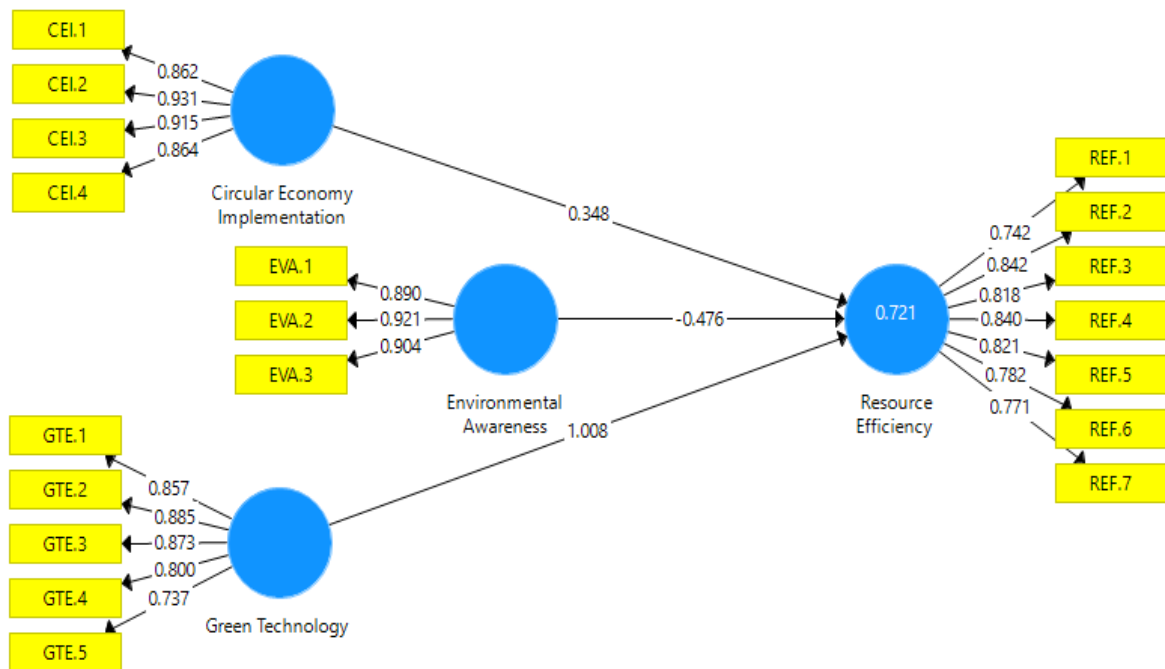 CEI.1
CEI.2
CEI.3
CEI.4
0.862
0.931
0.915
0.864
Circular Economy
Implementation
0.348
EVA.1
EVA.2
EVA.3
0.890
0.921
0.904
Environmental
Awareness
-0.476
GTE.1
GTE.2
GTE.3
GTE.4
GTE.5
0.857
0.885
0.873
0.800
0.737
Green Technology
1.008
0.721
Resource
Efficiency
0.742
0.842
0.818
0.840
0.821
0.782
0.771
REF.1
REF.2
REF.3
REF.4
REF.5
REF.6
REF.7